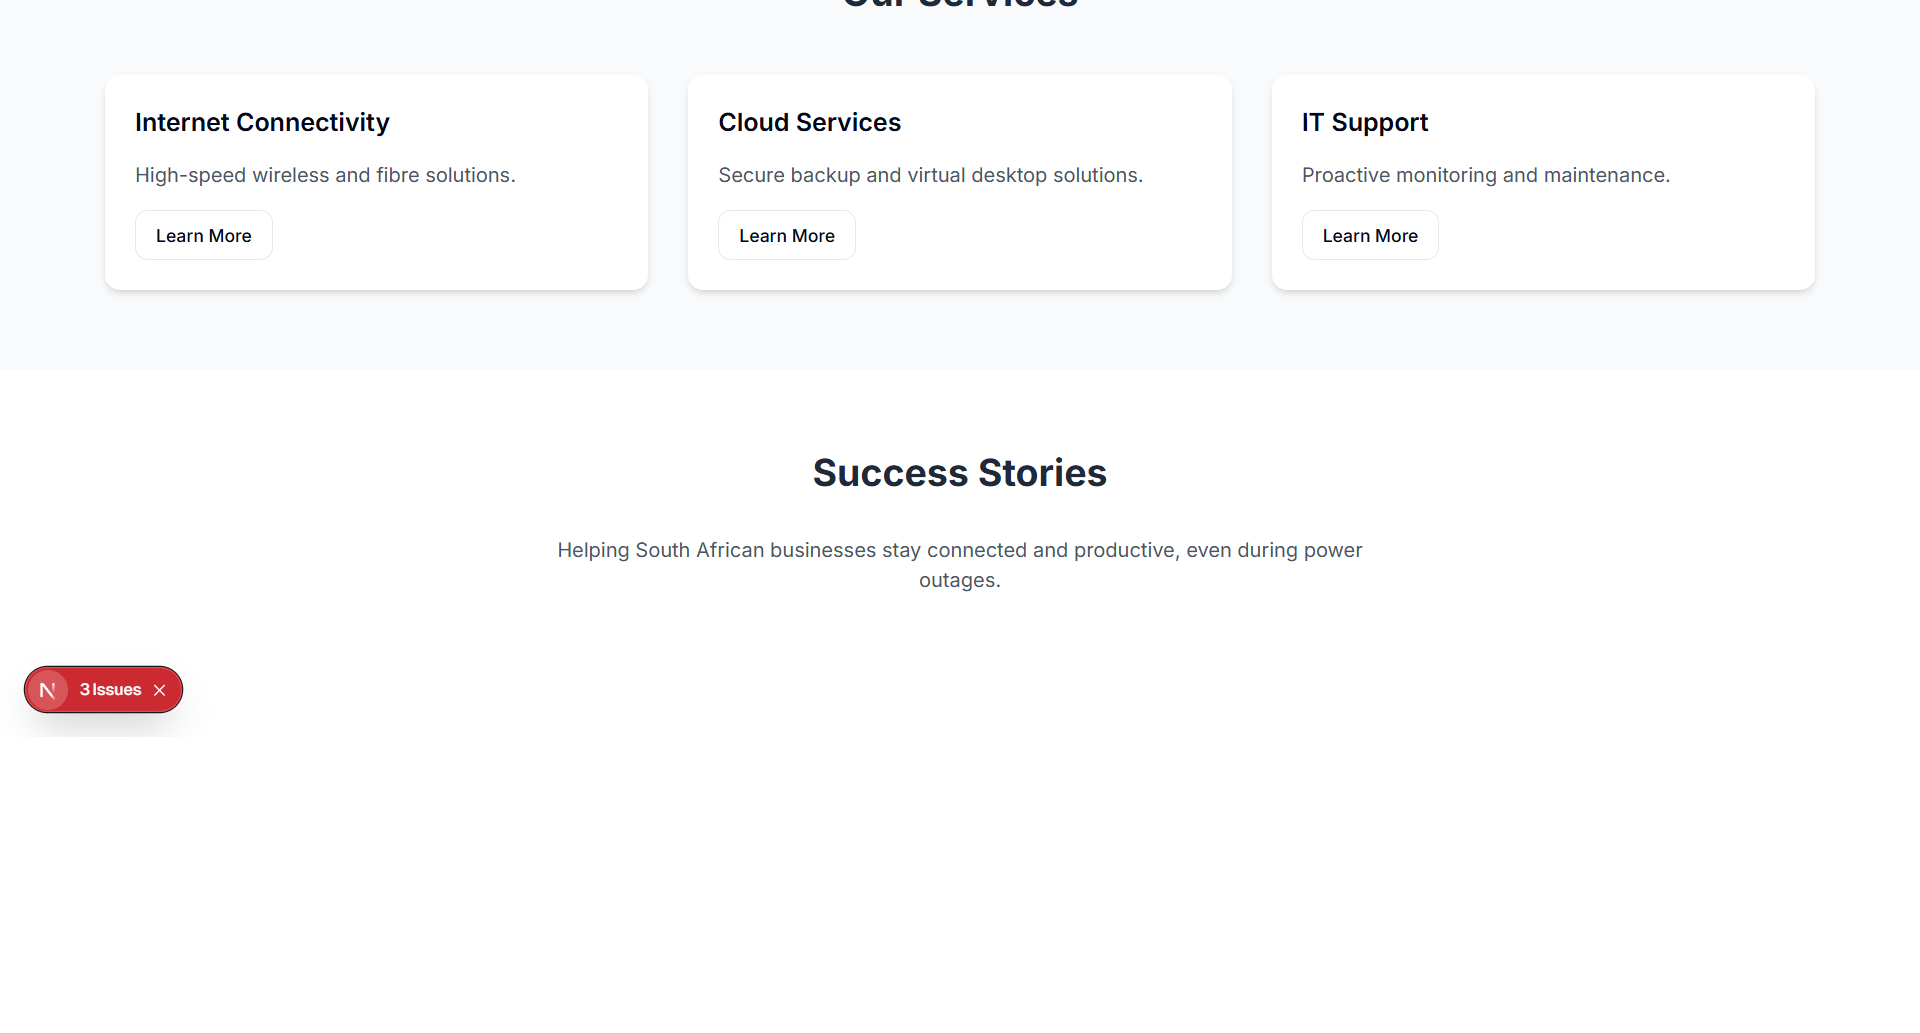 Our Services
Internet Connectivity
High-speed wireless and fibre solutions.
Learn More
Cloud Services
Secure backup and virtual desktop solutions.
Learn More
IT Support
Proactive monitoring and maintenance.
Learn More
Success Stories
Helping South African businesses stay connected and productive, even during power
outages.
N
3 Issues